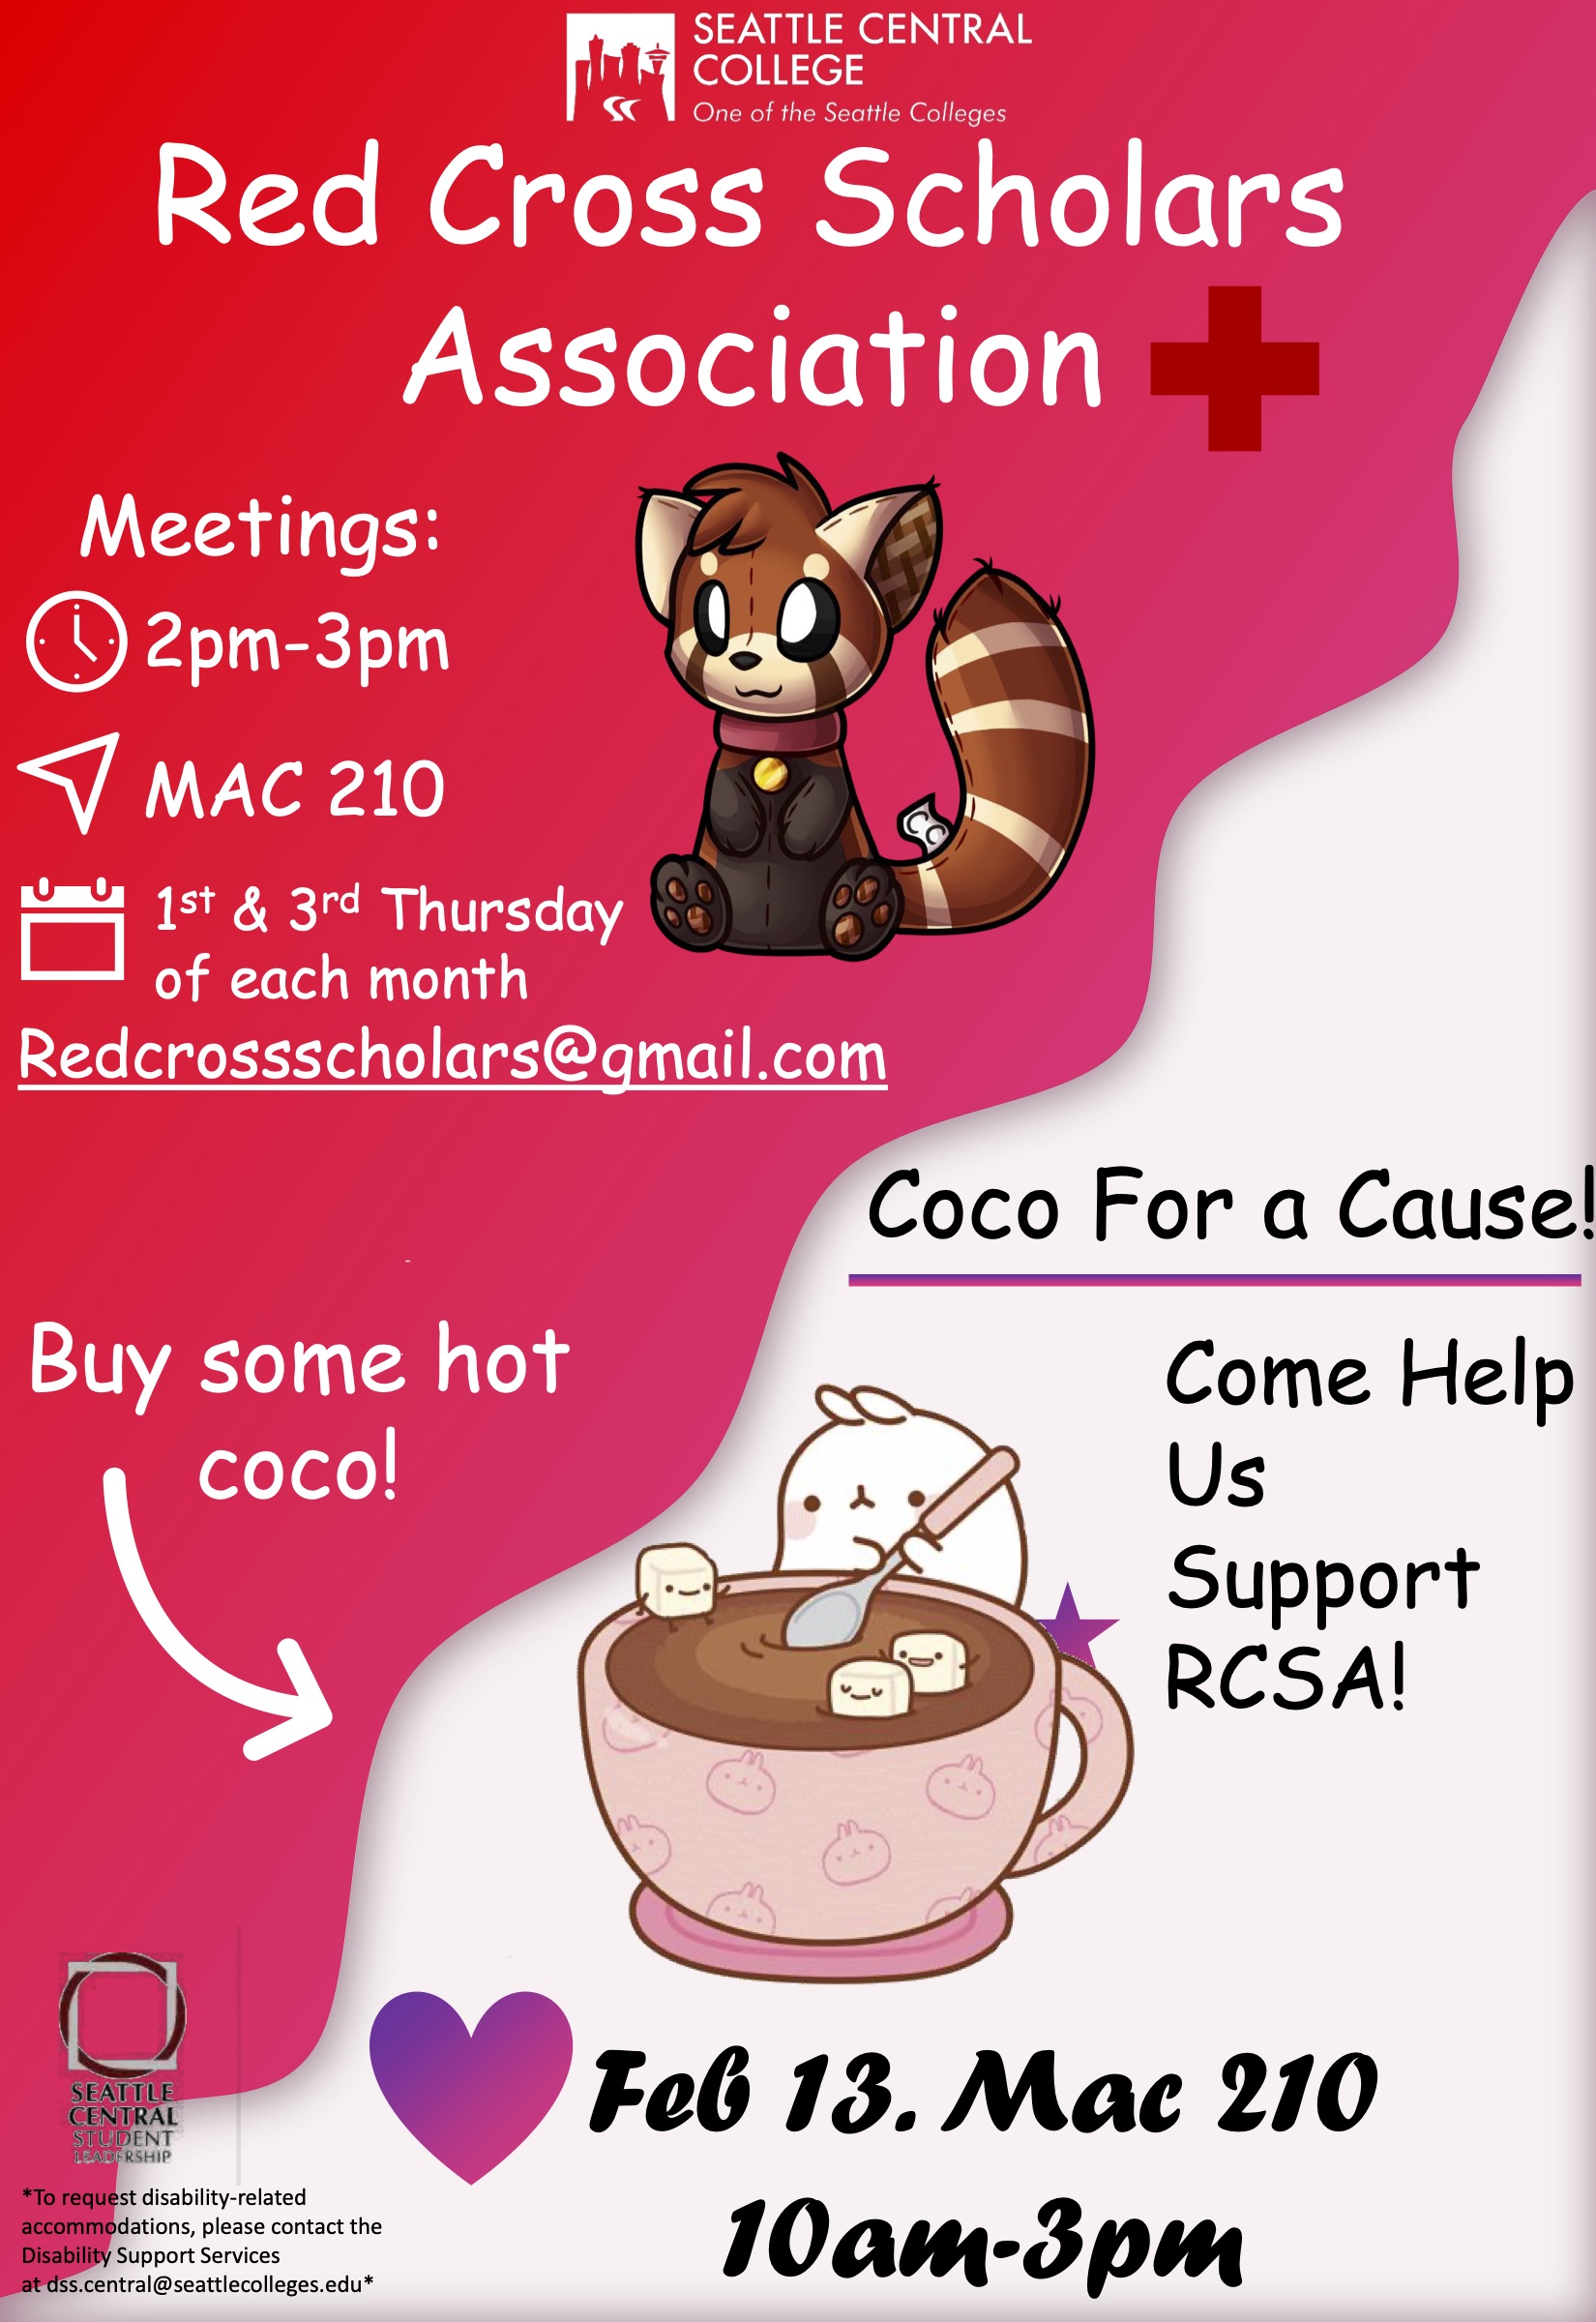 SEATTLE CENTRAL
COLLEGE
One of the Seattle Colleges
Red Cross Scholars
Association
Meetings:
2pm-3pm
MAC 210
1st & 3rd Thursday
of each month
Redcrossscholars@gmail.com
CC
Coco For a Cause!
Buy some hot
coco!
Come Help
Us
Support
RCSA!
Feb 13. Mac 210
10am-3pm
SEATTLE
CENTRAL
STUDENT
LEADERSHIP
*To request disability-related
accommodations, please contact the
Disability Support Services
at dss.central@seattlecolleges.edu*